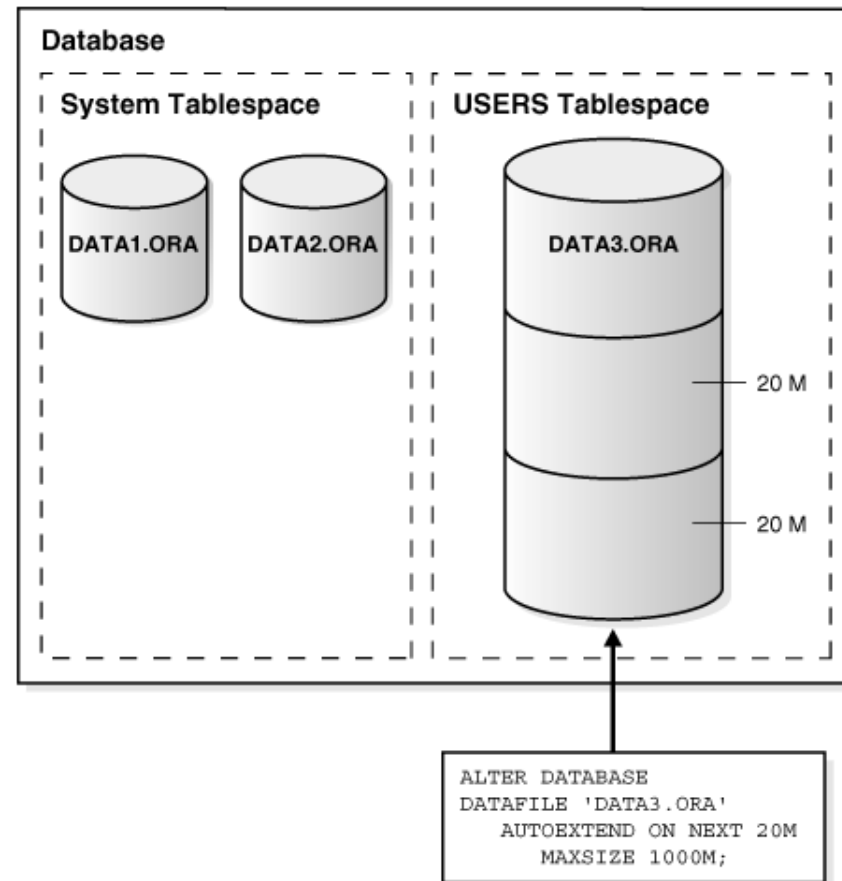 Database
System Tablespace
USERS Tablespace
DATA1.ORA
DATA2.ORA
DATA3.ORA
20 M
20 M
ALTER DATABASE
DATAFILE 'DATA3.ORA'
AUTOEXTEND ON NEXT 20M
MAXSIZE 1000M;